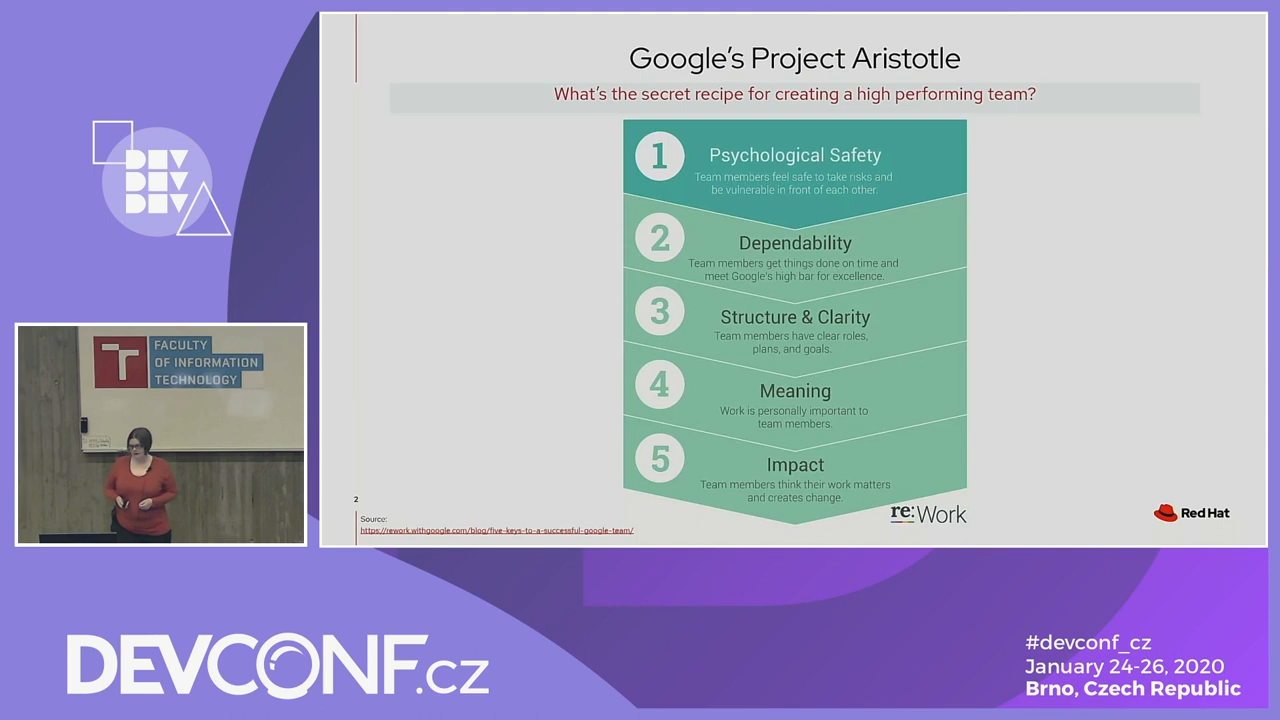 Google's Project Aristotle
What's the secret recipe for creating a high performing team?
1
Psychological Safety
Team members feel safe to take risks and
be vulnerable in front of each other.
2
Dependability
Team members get things done on time and
meet Google's high bar for excellence.
3
Structure & Clarity
Team members have clear roles,
plans, and goals.
4
Meaning
Work is personally important to
team members.
5
Impact
Team members think their work matters
and creates change.
re:Work
2
Source:
https://rework.withgoogle.com/blog/five-keys-to-a-successful-google-team/
Red Hat
DEV
DEV
DEV
T
FACULTY
OF INFORMATION
TECHNOLOGY
DEVCONF.cz
#devconf_cz
January 24-26, 2020
Brno, Czech Republic